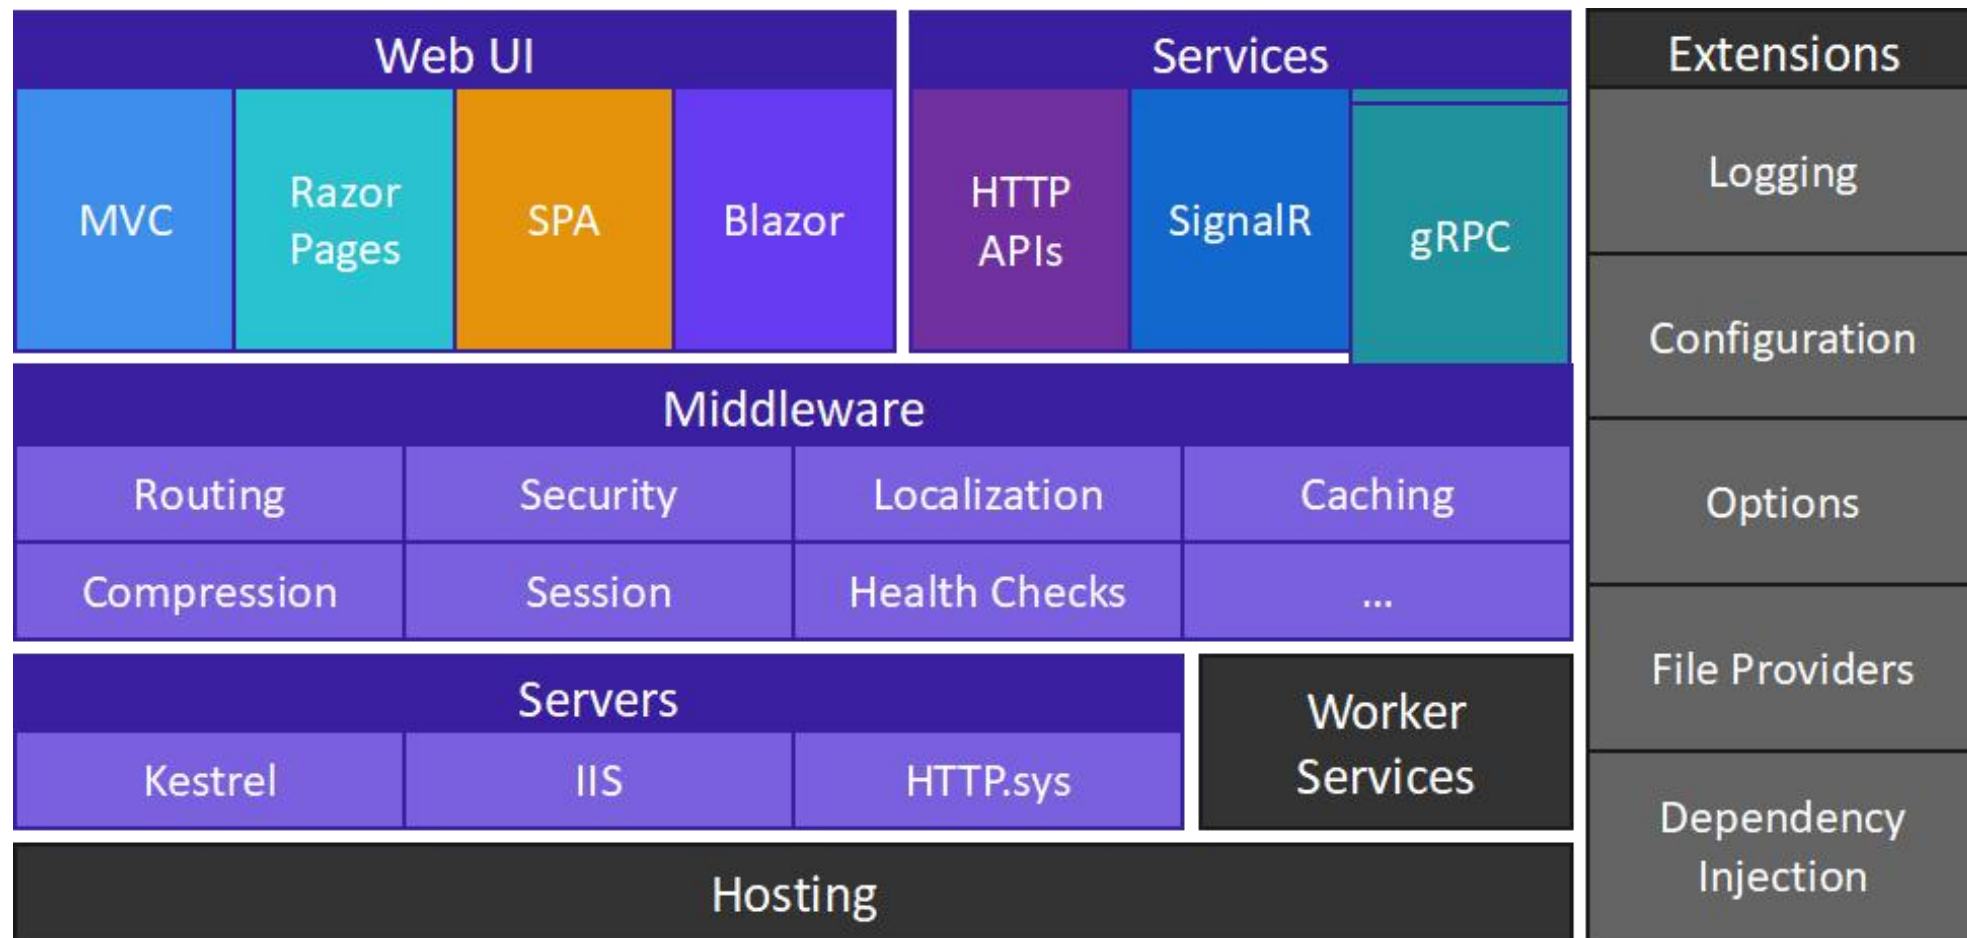 Web UI
MVC
Razor
Pages
SPA
Blazor
Services
HTTP
APIs
SignalR
gRPC
Middleware
Routing
Security
Localization
Caching
Compression
Session
Health Checks
...
Servers
Kestrel
IIS
HTTP.sys
Worker
Services
Hosting
Extensions
Logging
Configuration
Options
File Providers
Dependency
Injection